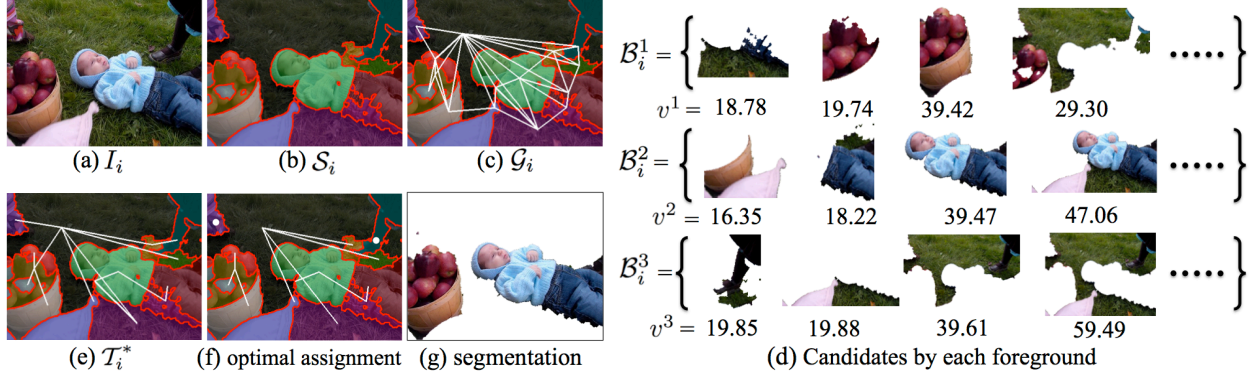 (a) I_i
(b) S_i
(c) G_i
B_i^1 = { ..... }
v^1 = 18.78 19.74 39.42 29.30
B_i^2 = { ..... }
v^2 = 16.35 18.22 39.47 47.06
B_i^3 = { ..... }
v^3 = 19.85 19.88 39.61 59.49
(e) T_i^*
(f) optimal assignment
(g) segmentation
(d) Candidates by each foreground